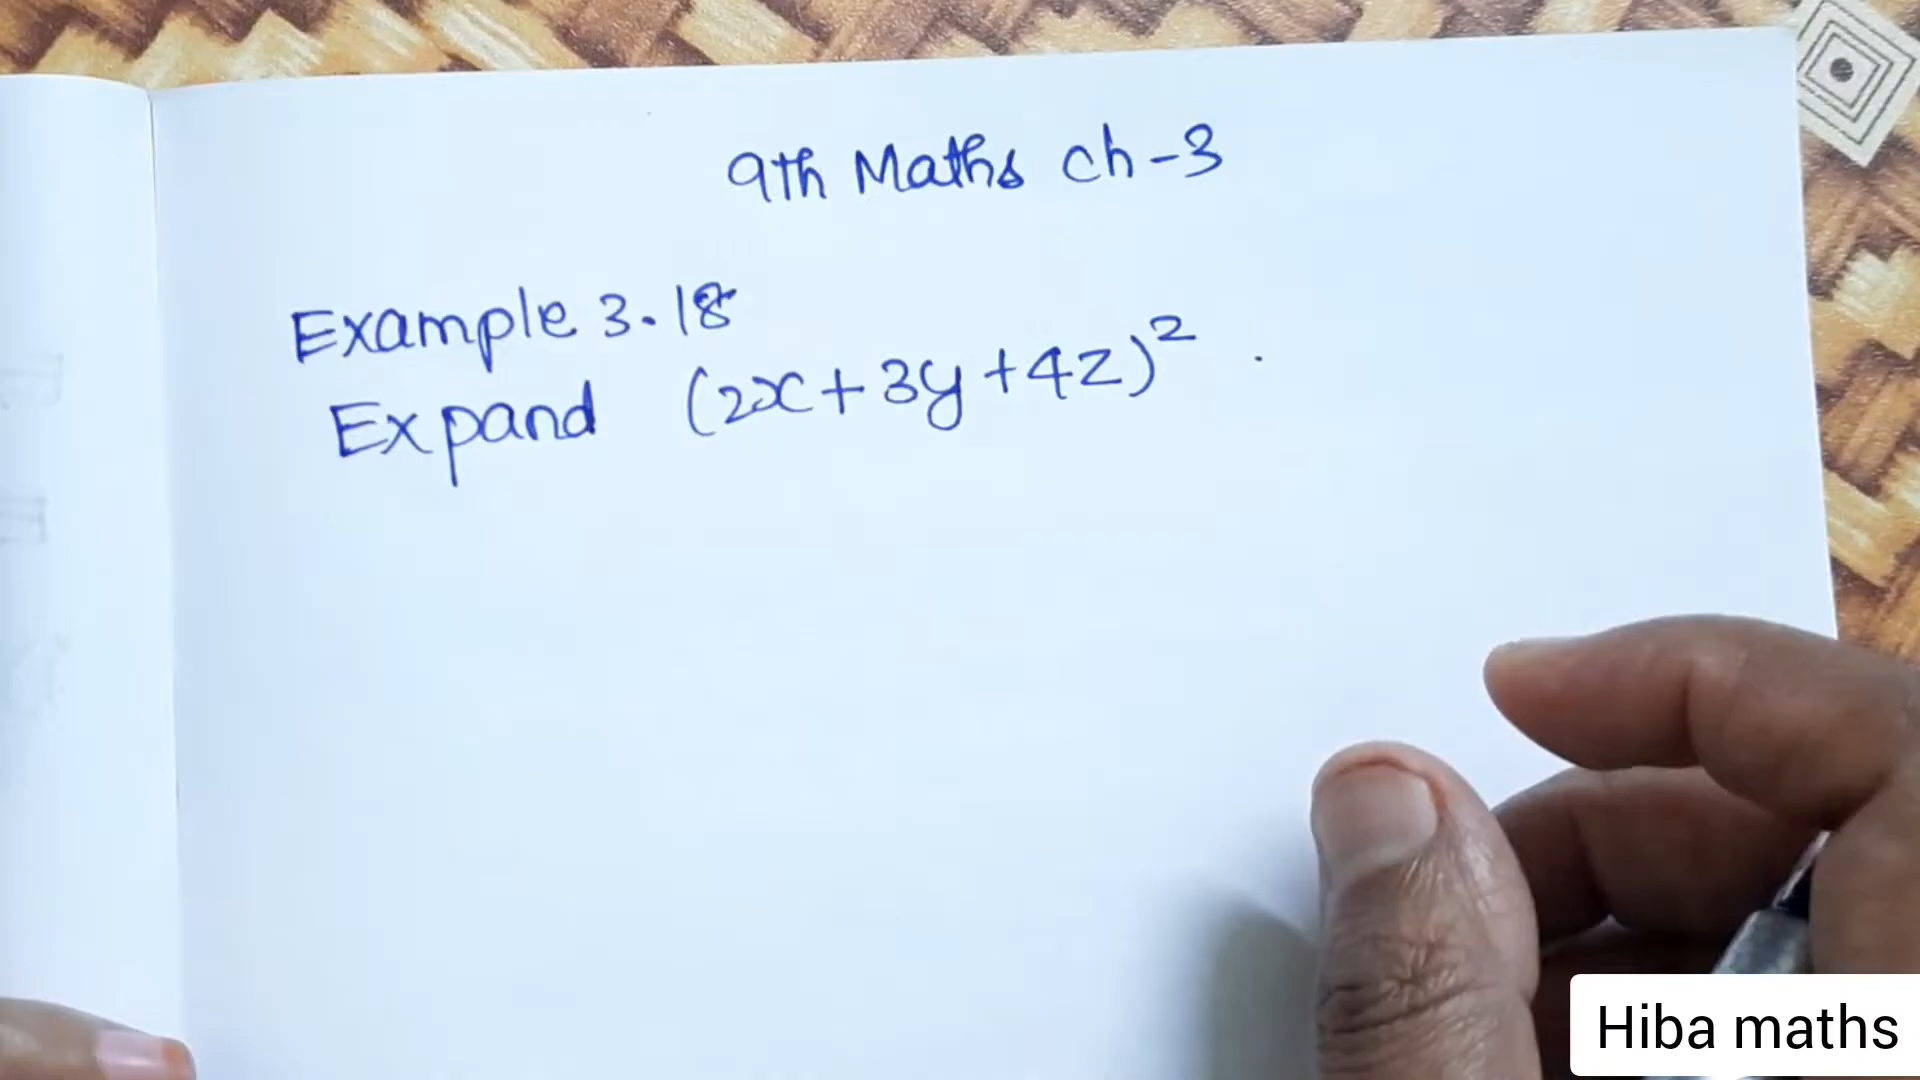 9th Maths Ch-3
Example 3.18
Expand (2x+3y+4z)² .
Hiba maths